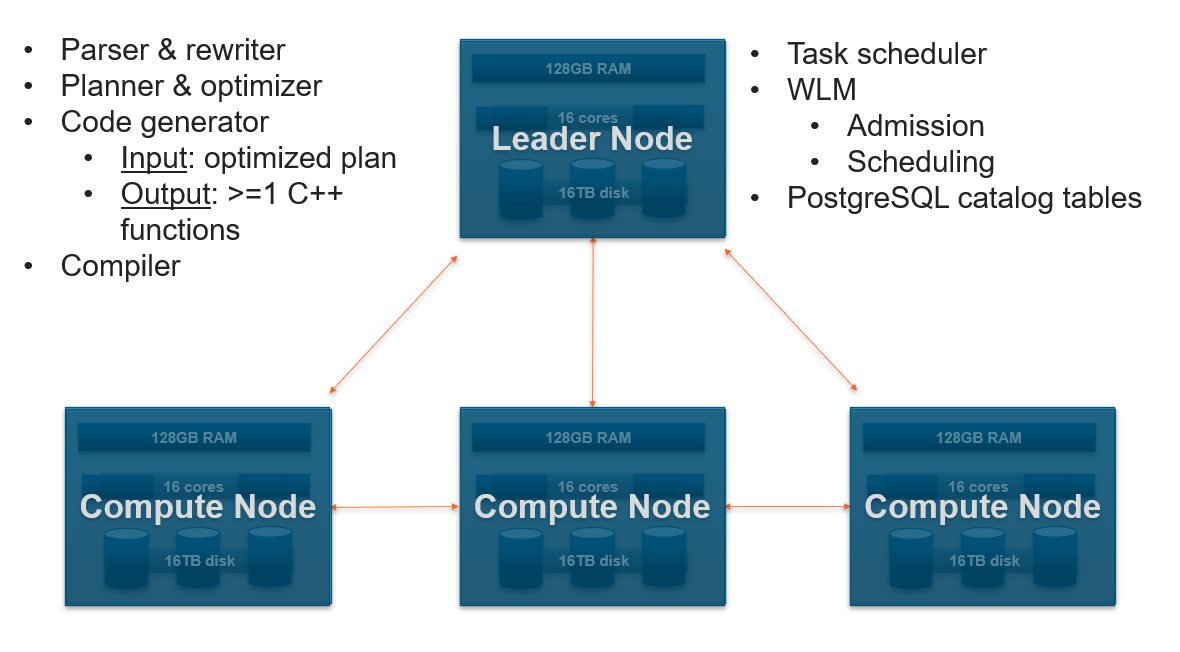 • Parser & rewriter
• Planner & optimizer
• Code generator
• Input: optimized plan
• Output: >=1 C++
functions
• Compiler
128GB RAM
16 cores
Leader Node
16TB disk
• Task scheduler
• WLM
• Admission
• Scheduling
• PostgreSQL catalog tables
128GB RAM
16 cores
Compute Node
16TB disk
128GB RAM
16 cores
Compute Node
16TB disk
128GB RAM
16 cores
Compute Node
16TB disk